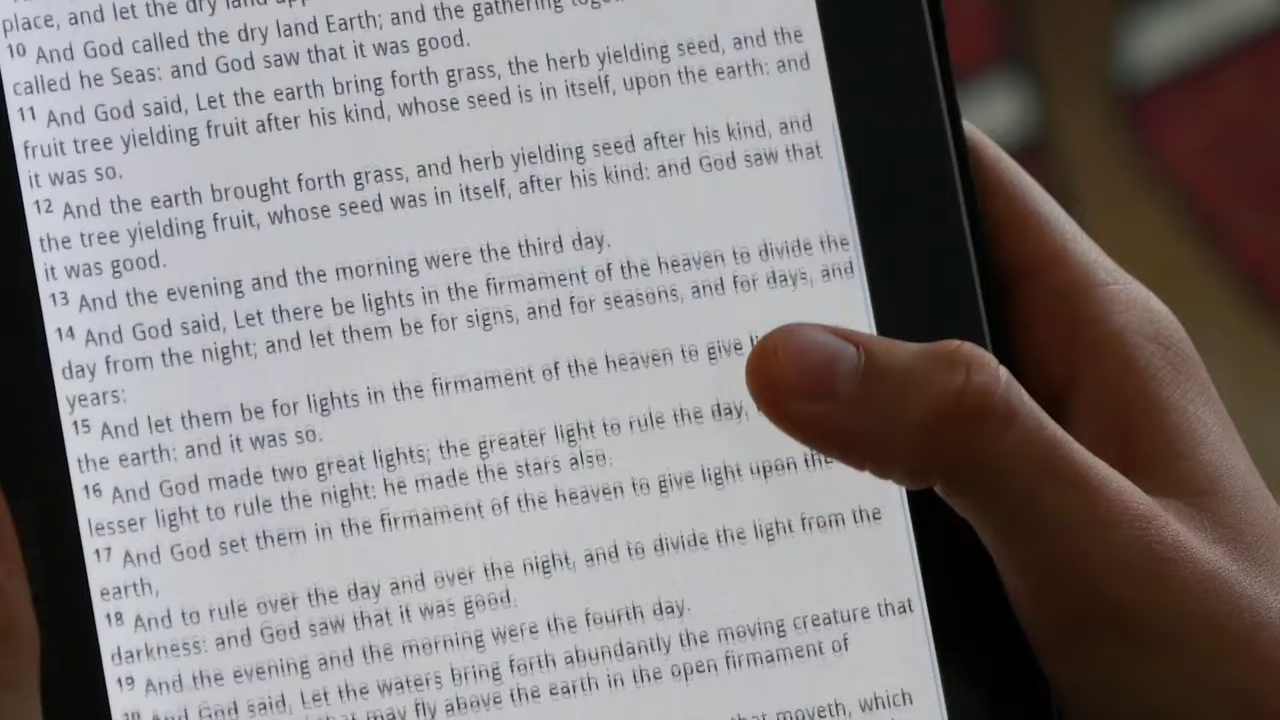 place, and let the dry land
10 And God called the dry land Earth; and the gathering
called he Seas: and God saw that it was good.
11 And God said, Let the earth bring forth grass, the herb yielding seed, and the
fruit tree yielding fruit after his kind, whose seed is in itself, upon the earth: and
it was so.
12 And the earth brought forth grass, and herb yielding seed after his kind, and
the tree yielding fruit, whose seed was in itself, after his kind: and God saw that
it was good.
13 And the evening and the morning were the third day.
14 And God said, Let there be lights in the firmament of the heaven to divide the
day from the night; and let them be for signs, and for seasons, and for days, and
years:
15 And let them be for lights in the firmament of the heaven to give
the earth: and it was so.
16 And God made two great lights; the greater light to rule the day,
lesser light to rule the night: he made the stars also.
17 And God set them in the firmament of the heaven to give light upon the
earth,
18 And to rule over the day and over the night, and to divide the light from the
darkness: and God saw that it was good.
19 And the evening and the morning were the fourth day.
And God said, Let the waters bring forth abundantly the moving creature that
may fly above the earth in the open firmament of
moveth, which